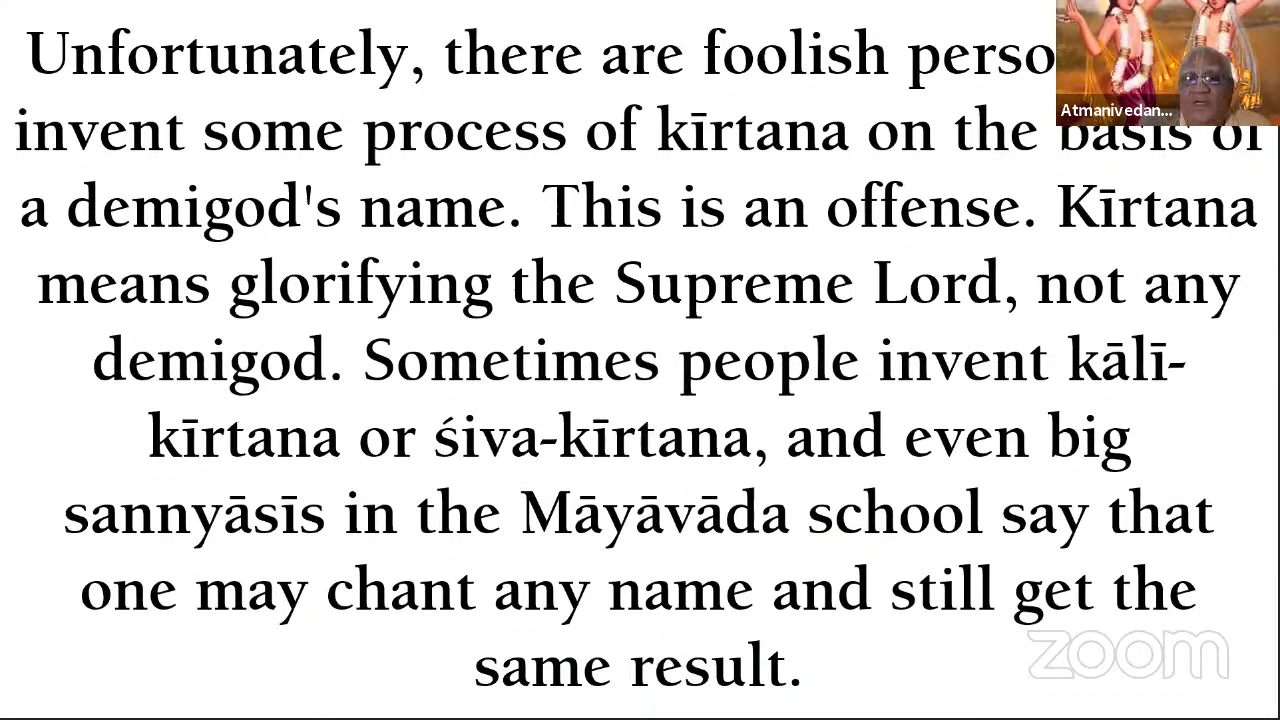 Unfortunately, there are foolish
invent some process of kīrtana on the basis of
a demigod's name. This is an offense. Kīrtana
means glorifying the Supreme Lord, not any
demigod. Sometimes people invent kālī-
kīrtana or śiva-kīrtana, and even big
sannyāsīs in the Māyāvāda school say that
one may chant any name and still get the
same result.
Atmanivedan...
zoom